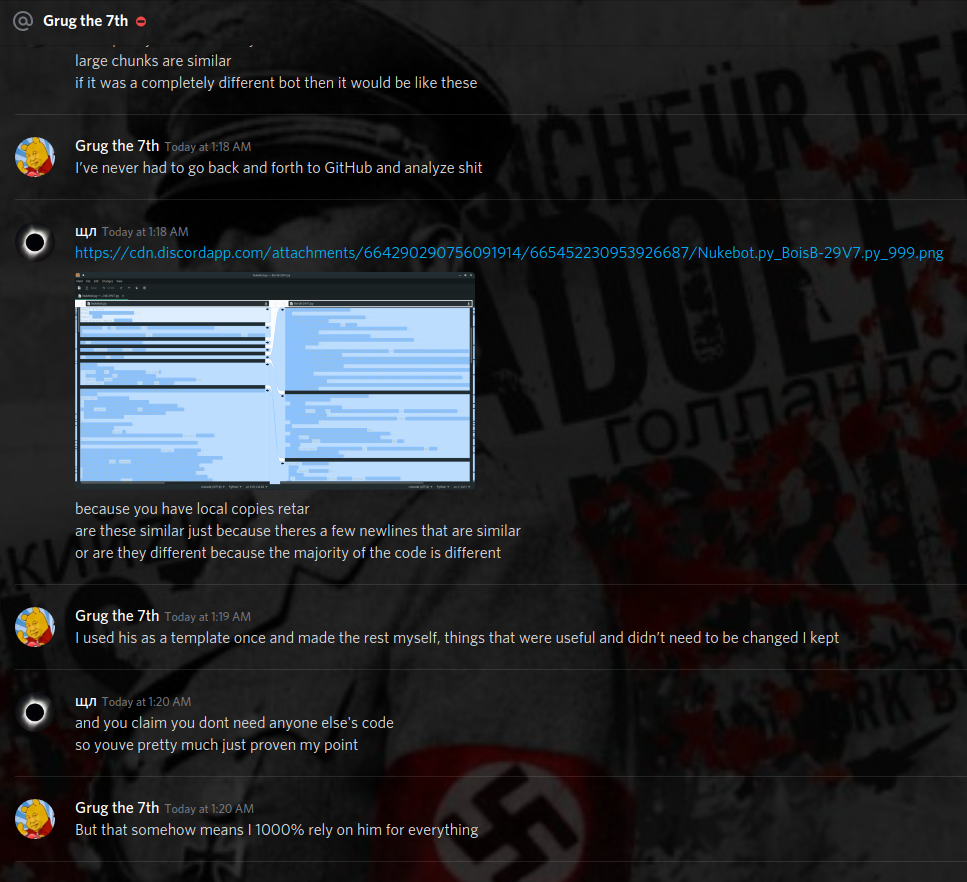 Grug the 7th
large chunks are similar
if it was a completely different bot then it would be like these
Grug the 7th Today at 1:18 AM
I've never had to go back and forth to GitHub and analyze shit
щл Today at 1:18 AM
https://cdn.discordapp.com/attachments/664290290756091914/665452230953926687/Nukebot.py_BoisB-29V7.py_999.png
because you have local copies retar
are these similar just because theres a few newlines that are similar
or are they different because the majority of the code is different
Grug the 7th Today at 1:19 AM
I used his as a template once and made the rest myself, things that were useful and didn't need to be changed I kept
щл Today at 1:20 AM
and you claim you dont need anyone else's code
so youve pretty much just proven my point
Grug the 7th Today at 1:20 AM
But that somehow means I 1000% rely on him for everything